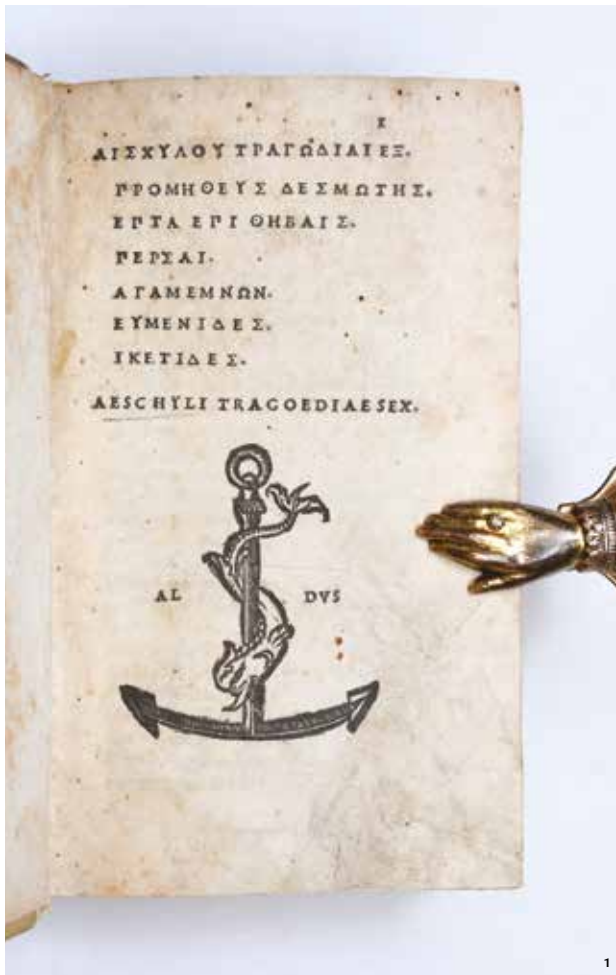 ΑΙΣΧΥΛΟΥ ΤΡΑΓΩΔΙΑΙ ΕΞ.
ΠΡΟΜΗΘΕΥΣ ΔΕΣΜΩΤΗΣ.
ΕΠΤΑ ΕΠΙ ΘΗΒΑΙΣ.
ΠΕΡΣΑΙ.
ΑΓΑΜΕΜΝΩΝ.
ΕΥΜΕΝΙΔΕΣ.
ΙΚΕΤΙΔΕΣ.
AESCHYLI TRAGOEDIAE SEX.
AL DVS
1